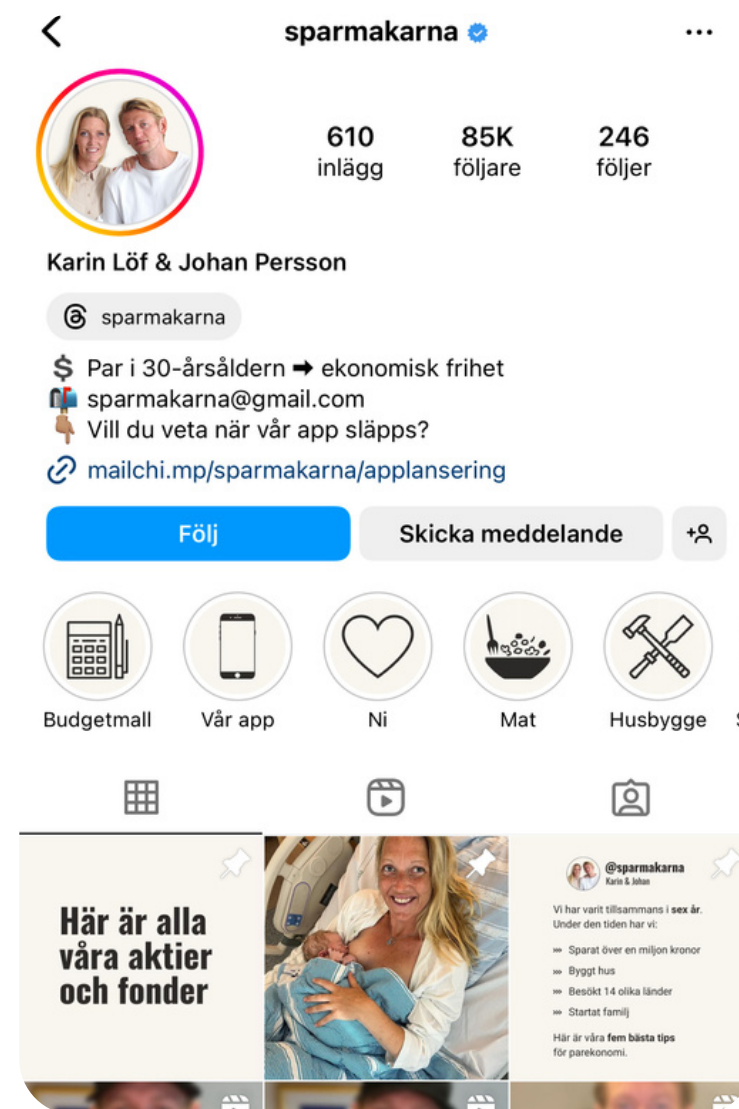 sparmakarna
610
inlägg
85K
följare
246
följer
Karin Löf & Johan Persson
sparmakarna
Par i 30-årsåldern ➡ ekonomisk frihet
sparmakarna@gmail.com
Vill du veta när vår app släpps?
mailchi.mp/sparmakarna/applansering
Följ
Skicka meddelande
Budgetmall
Vår app
Ni
Mat
Husbygge
Här är alla
våra aktier
och fonder
@sparmakarna
Karin & Johan
Vi har varit tillsammans i sex år.
Under den tiden har vi:
››› Sparat över en miljon kronor
››› Byggt hus
››› Besökt 14 olika länder
››› Startat familj
Här är våra fem bästa tips
för parekonomi.